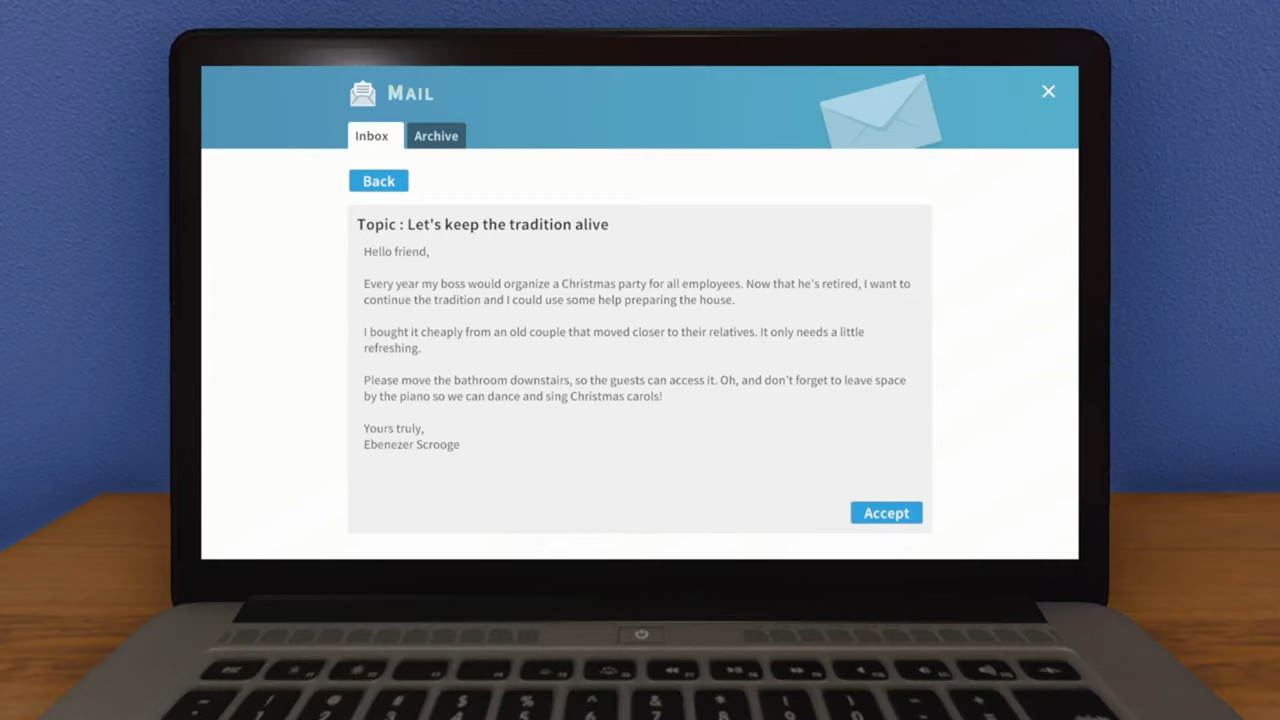 MAIL
Inbox
Archive
Back
Topic : Let's keep the tradition alive
Hello friend,
Every year my boss would organize a Christmas party for all employees. Now that he's retired, I want to
continue the tradition and I could use some help preparing the house.
I bought it cheaply from an old couple that moved closer to their relatives. It only needs a little
refreshing.
Please move the bathroom downstairs, so the guests can access it. Oh, and don't forget to leave space
by the piano so we can dance and sing Christmas carols!
Yours truly,
Ebenezer Scrooge
Accept